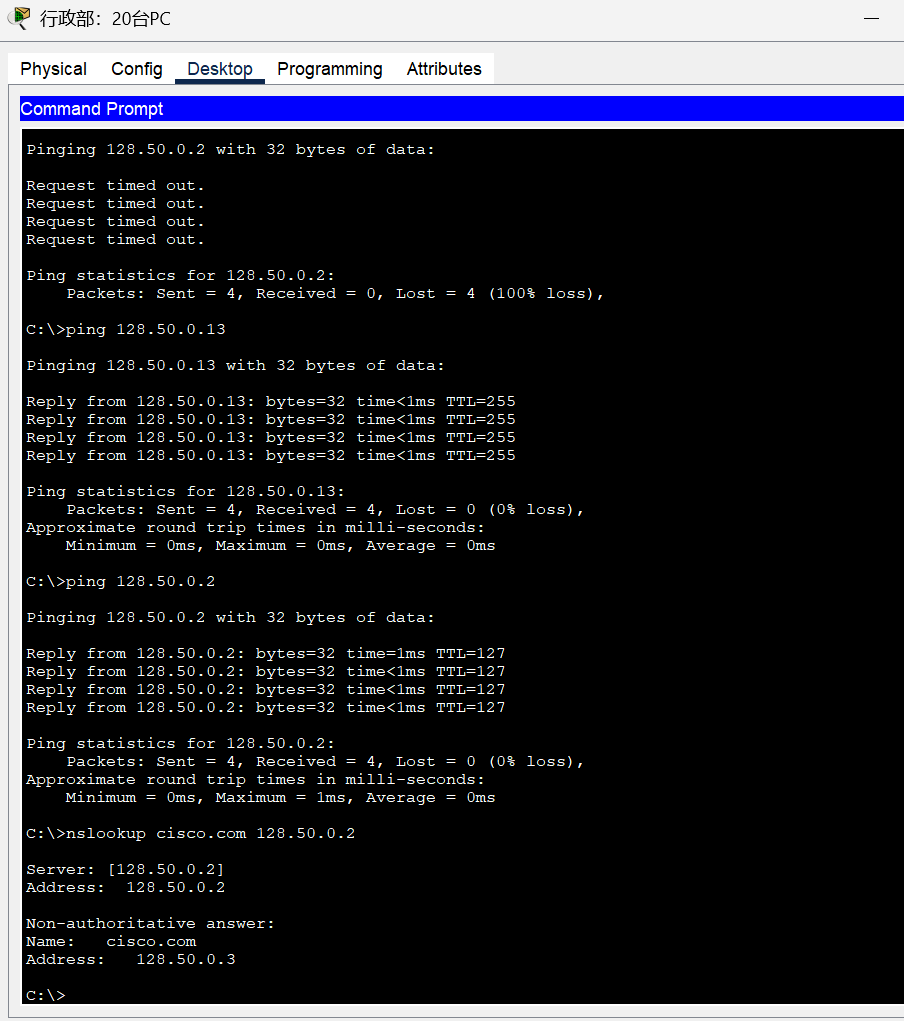 行政部：20台PC
Physical Config Desktop Programming Attributes
Command Prompt
Pinging 128.50.0.2 with 32 bytes of data:
Request timed out.
Request timed out.
Request timed out.
Request timed out.
Ping statistics for 128.50.0.2:
Packets: Sent = 4, Received = 0, Lost = 4 (100% loss),
C:\>ping 128.50.0.13
Pinging 128.50.0.13 with 32 bytes of data:
Reply from 128.50.0.13: bytes=32 time<1ms TTL=255
Reply from 128.50.0.13: bytes=32 time<1ms TTL=255
Reply from 128.50.0.13: bytes=32 time<1ms TTL=255
Reply from 128.50.0.13: bytes=32 time<1ms TTL=255
Ping statistics for 128.50.0.13:
Packets: Sent = 4, Received = 4, Lost = 0 (0% loss),
Approximate round trip times in milli-seconds:
Minimum = 0ms, Maximum = 0ms, Average = 0ms
C:\>ping 128.50.0.2
Pinging 128.50.0.2 with 32 bytes of data:
Reply from 128.50.0.2: bytes=32 time=1ms TTL=127
Reply from 128.50.0.2: bytes=32 time<1ms TTL=127
Reply from 128.50.0.2: bytes=32 time<1ms TTL=127
Reply from 128.50.0.2: bytes=32 time<1ms TTL=127
Ping statistics for 128.50.0.2:
Packets: Sent = 4, Received = 4, Lost = 0 (0% loss),
Approximate round trip times in milli-seconds:
Minimum = 0ms, Maximum = 1ms, Average = 0ms
C:\>nslookup cisco.com 128.50.0.2
Server: [128.50.0.2]
Address: 128.50.0.2
Non-authoritative answer:
Name: cisco.com
Address: 128.50.0.3
C:\>